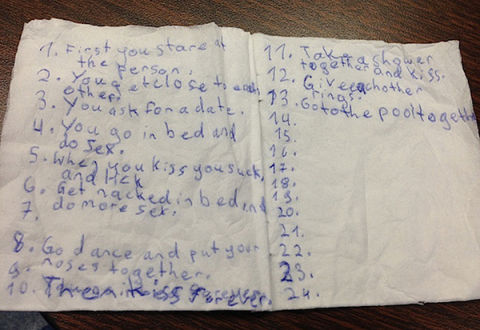 1. First you stare at
the person.
2. You get close to each
other.
3. You ask for a date.
4. You go in bed and
do sex.
5. When you kiss you suck
and lick
6. Get nacked in bed and
7. do more sex.
8. Go dance and put your
9. noses together.
10. kiss forever.
11. Take a shower
together and kiss.
12. Give eachother
13. rings.
Go to the pool together
14.
15.
16.
17.
18.
19.
20.
21.
22.
23.
24.